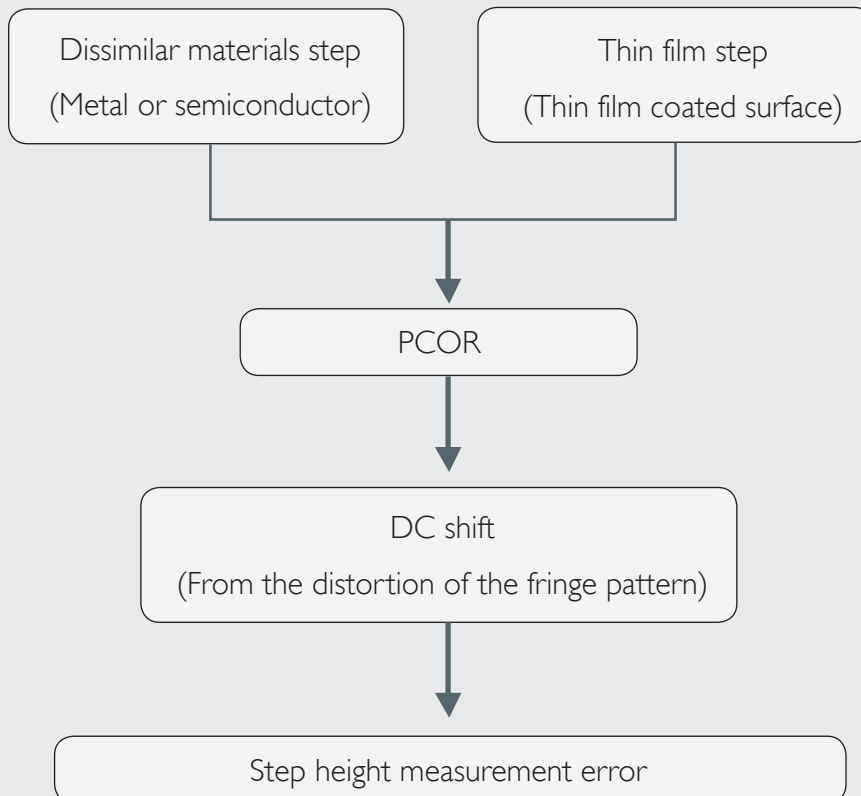 Dissimilar materials step
(Metal or semiconductor)
Thin film step
(Thin film coated surface)
PCOR
DC shift
(From the distortion of the fringe pattern)
Step height measurement error